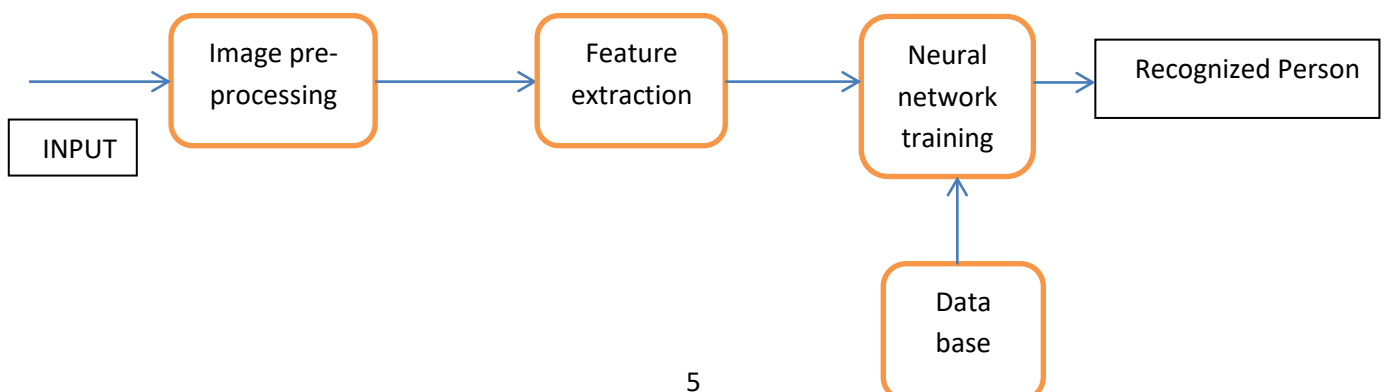 Image pre-
processing
Feature
extraction
Neural
network
training
Recognized Person
INPUT
Data
base
5